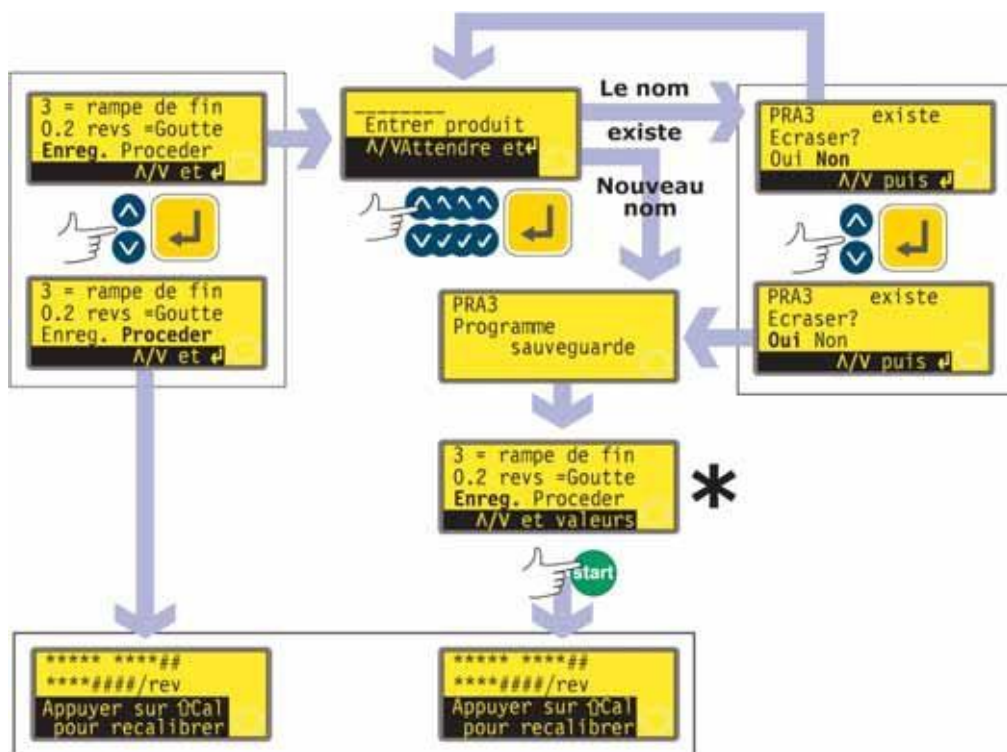 3 = rampe de fin
0.2 revs =Goutte
Enreg. Proceder
∧/∨ et ↲
3 = rampe de fin
0.2 revs =Goutte
Enreg. Proceder
∧/∨ et ↲
_______
Entrer produit
∧/∨Attendre et↲
Le nom
existe
Nouveau
nom
PRA3 existe
Ecraser?
Oui Non
∧/∨ puis ↲
PRA3 existe
Ecraser?
Oui Non
∧/∨ puis ↲
PRA3
Programme
sauveguarde
3 = rampe de fin
0.2 revs =Goutte
Enreg. Proceder
∧/∨ et valeurs
*
start
***** ****##
****####/rev
Appuyer sur ⇧Cal
pour recalibrer
***** ****##
****####/rev
Appuyer sur ⇧Cal
pour recalibrer